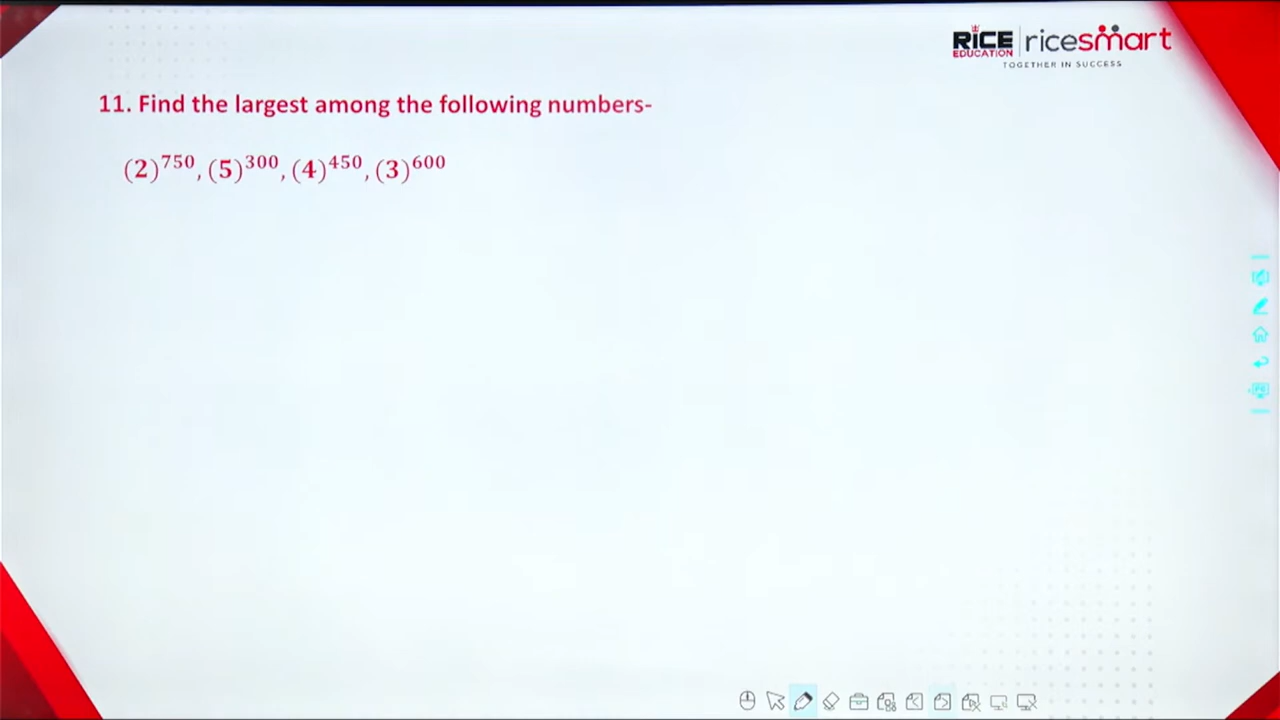 RICE EDUCATION ricesmart
TOGETHER IN SUCCESS
11. Find the largest among the following numbers-
(2)^750, (5)^300, (4)^450, (3)^600